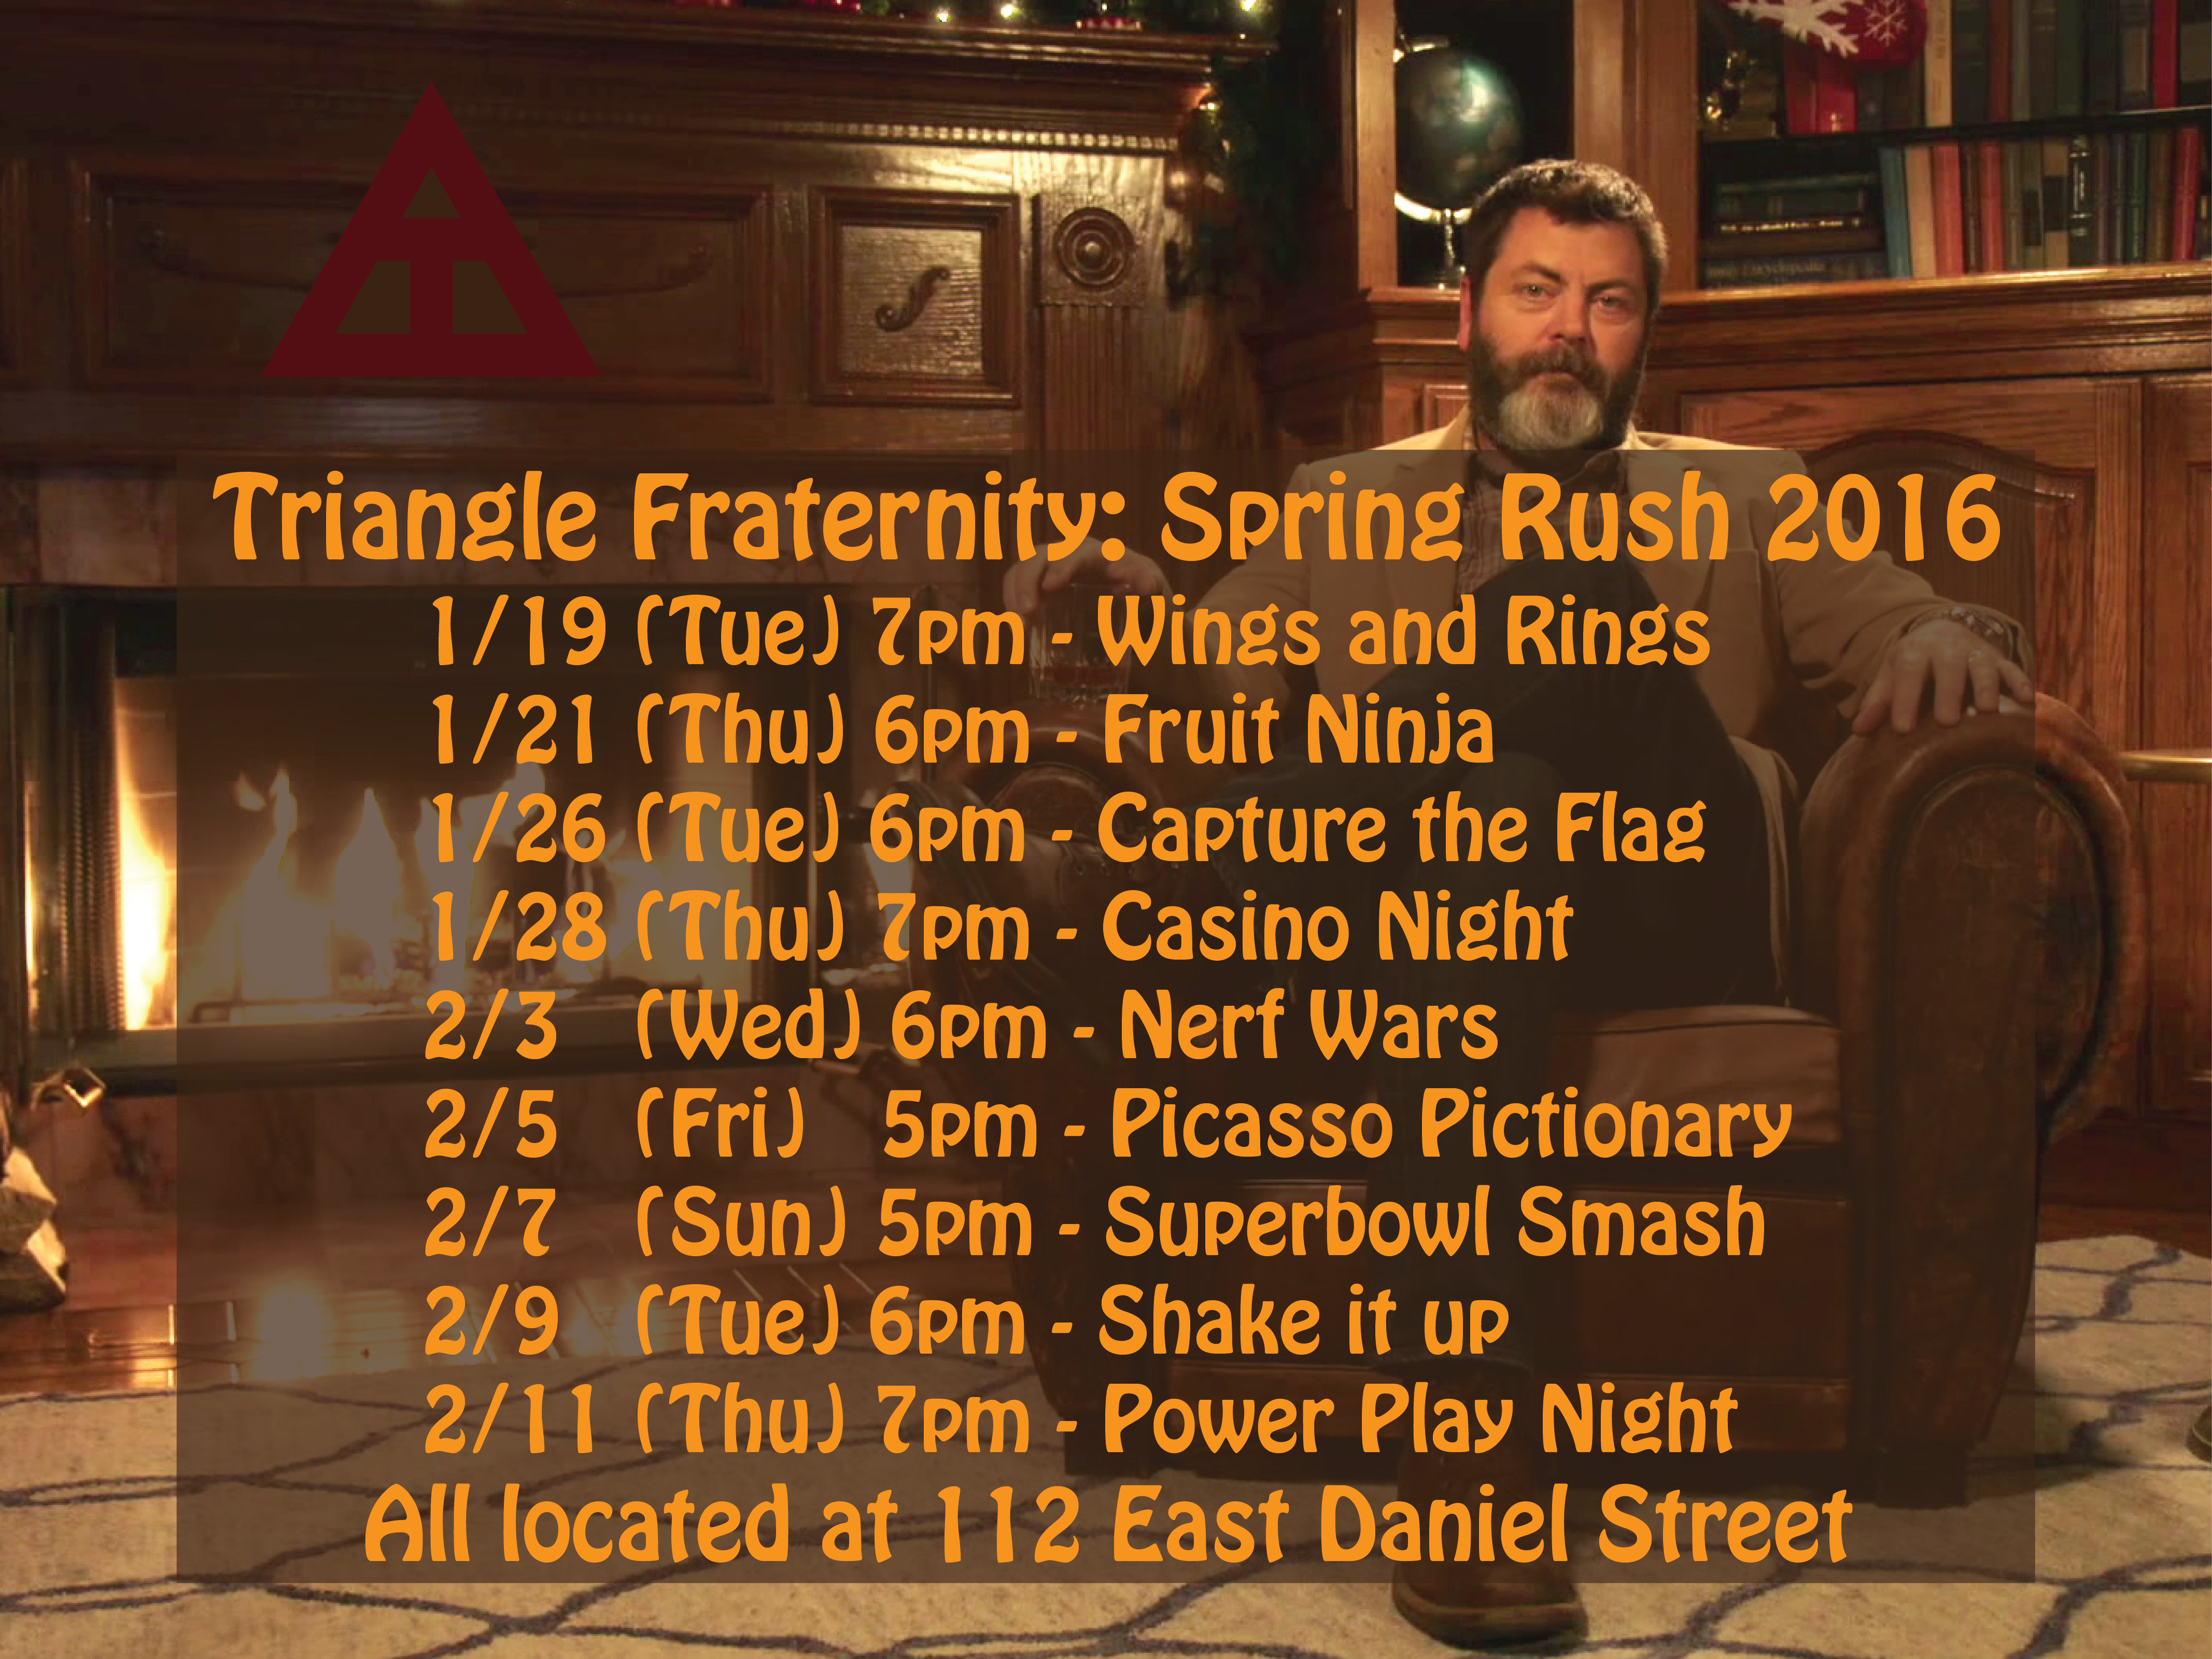 Triangle Fraternity: Spring Rush 2016
1/19 (Tue) 7pm - Wings and Rings
1/21 (Thu) 6pm - Fruit Ninja
1/26 (Tue) 6pm - Capture the Flag
1/28 (Thu) 7pm - Casino Night
2/3 (Wed) 6pm - Nerf Wars
2/5 (Fri) 5pm - Picasso Pictionary
2/7 (Sun) 5pm - Superbowl Smash
2/9 (Tue) 6pm - Shake it up
2/11 (Thu) 7pm - Power Play Night
All located at 112 East Daniel Street